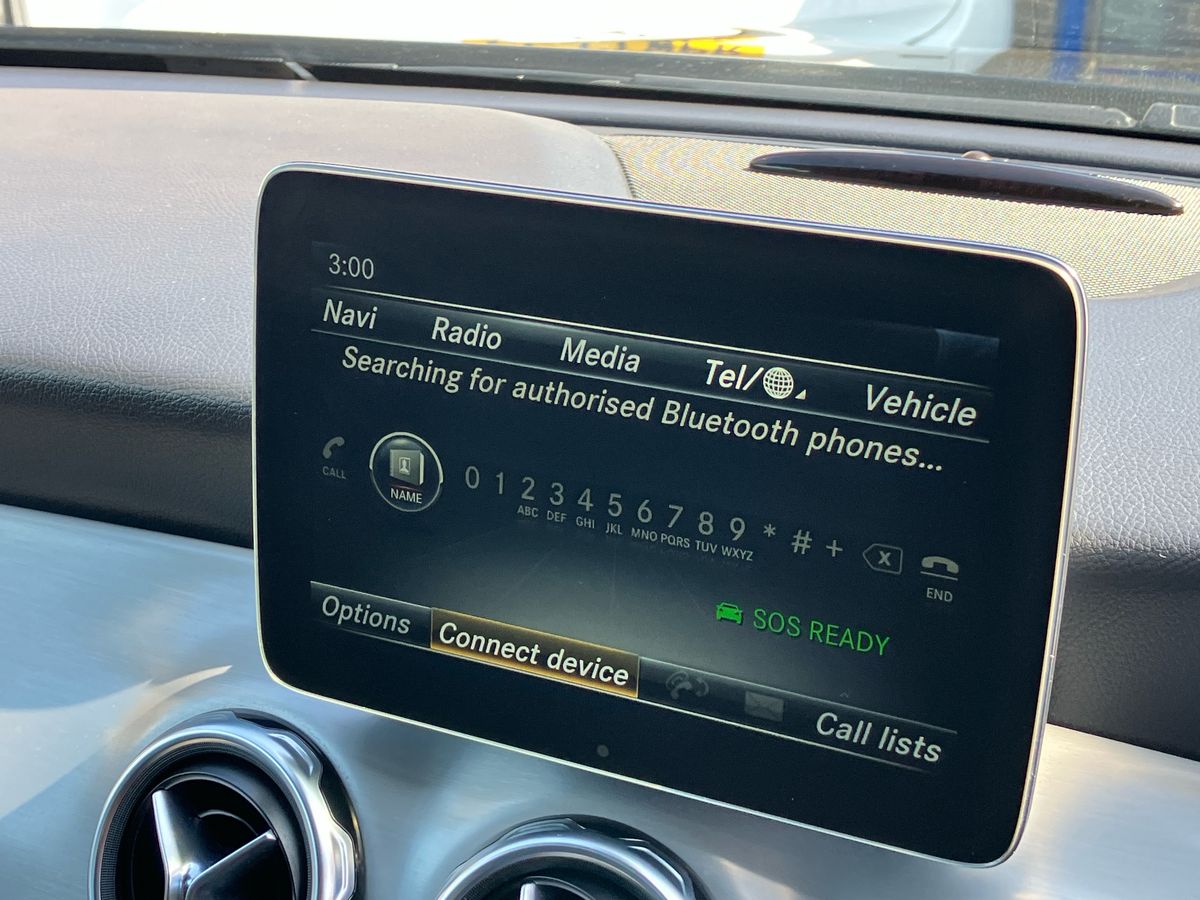 3:00
Navi Radio Media Tel/ Vehicle
Searching for authorised Bluetooth phones...
CALL NAME 0 1 2 3 4 5 6 7 8 9 * # + X
ABC DEF GHI JKL MNO PQRS TUV WXYZ
END
SOS READY
Options Connect device Call lists